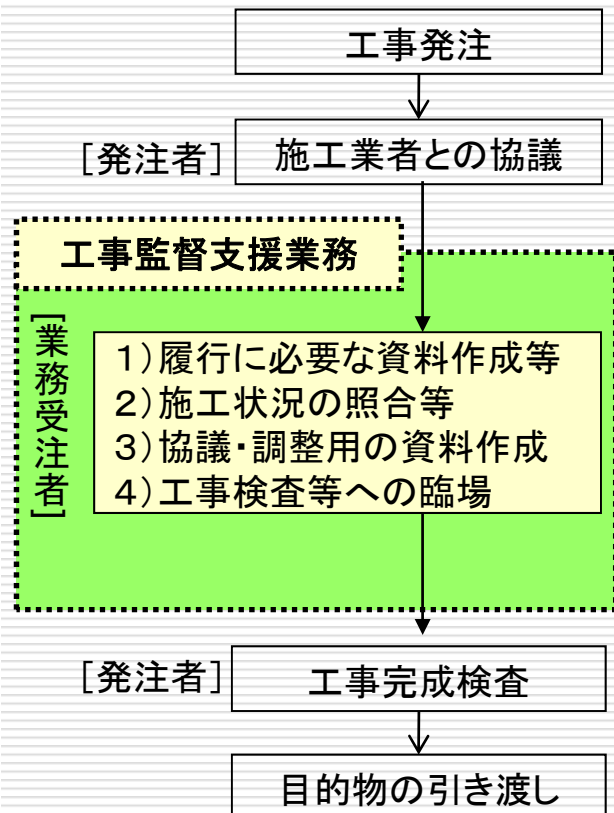 工事発注
[発注者]
施工業者との協議
工事監督支援業務
[業務受注者]
1)履行に必要な資料作成等
2)施工状況の照合等
3)協議・調整用の資料作成
4)工事検査等への臨場
[発注者]
工事完成検査
目的物の引き渡し